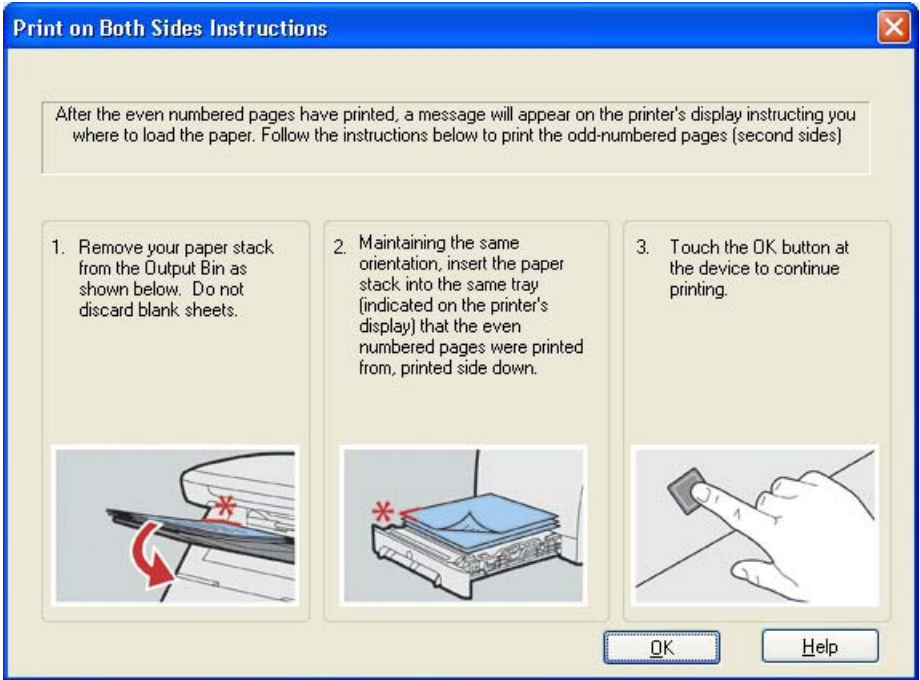 Print on Both Sides Instructions
After the even numbered pages have printed, a message will appear on the printer's display instructing you
where to load the paper. Follow the instructions below to print the odd-numbered pages (second sides)
1. Remove your paper stack
from the Output Bin as
shown below. Do not
discard blank sheets.
2. Maintaining the same
orientation, insert the paper
stack into the same tray
(indicated on the printer's
display) that the even
numbered pages were printed
from, printed side down.
3. Touch the OK button at
the device to continue
printing.
OK
Help